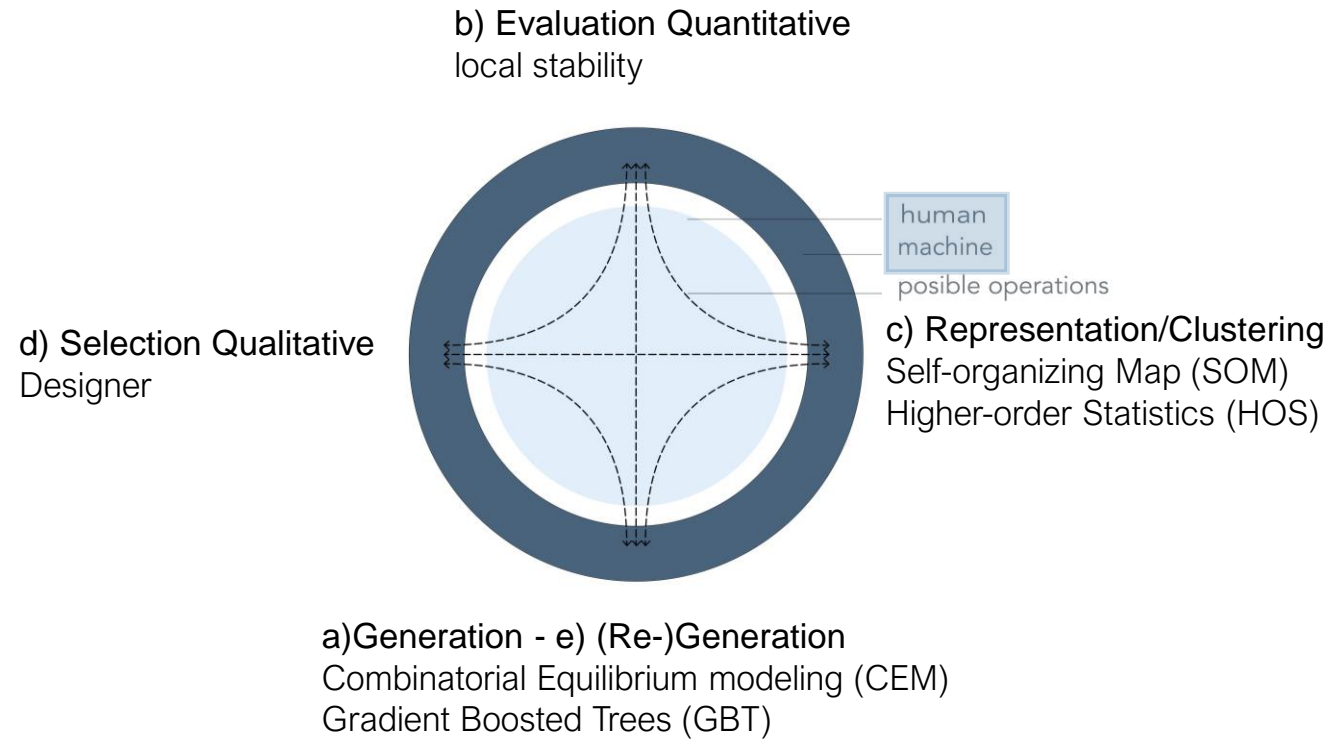 b) Evaluation Quantitative
local stability
human
machine
posible operations
d) Selection Qualitative
Designer
c) Representation/Clustering
Self-organizing Map (SOM)
Higher-order Statistics (HOS)
a)Generation - e) (Re-)Generation
Combinatorial Equilibrium modeling (CEM)
Gradient Boosted Trees (GBT)